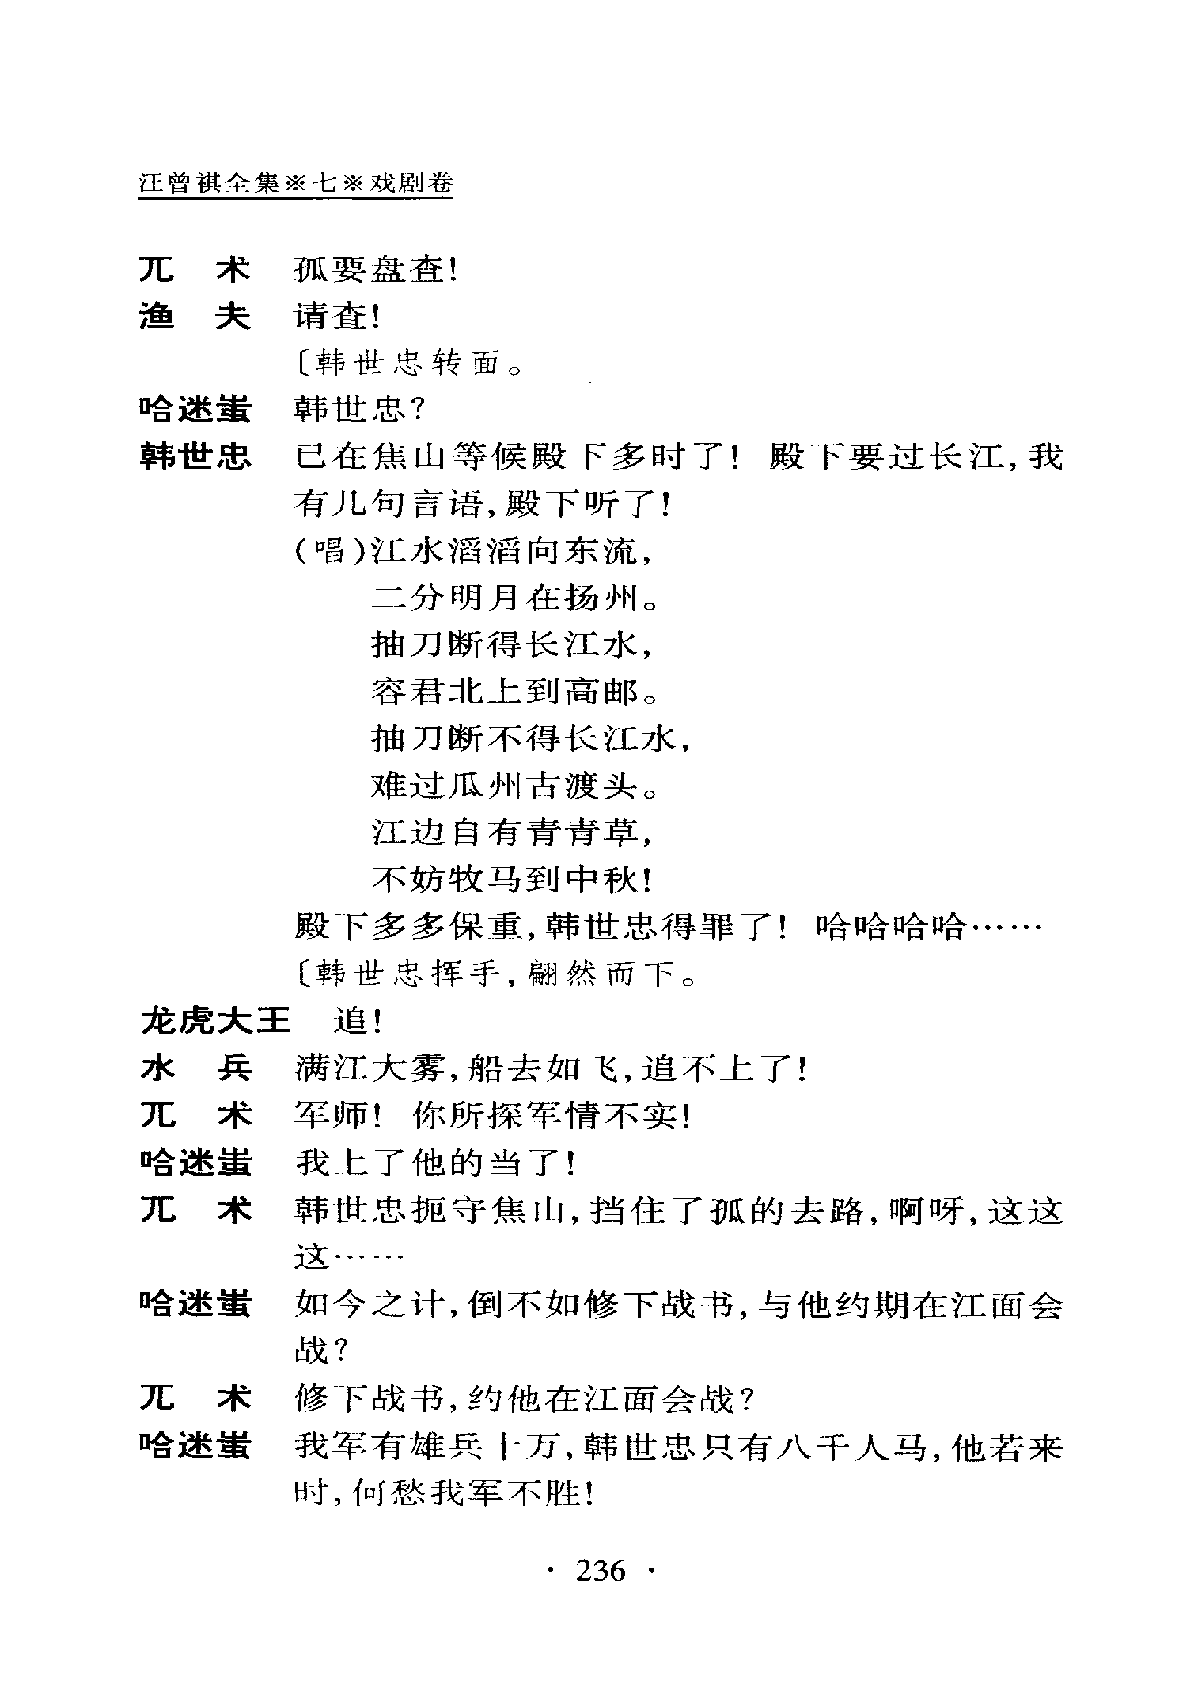 汪曾祺全集※七※戏剧卷
兀　术　孤要盘查！
渔　夫　请查！
〔韩世忠转面。
哈迷蚩　韩世忠？
韩世忠　已在焦山等候殿下多时了！殿下要过长江，我
有几句言语，殿下听了！
（唱）江水滔滔向东流，
二分明月在扬州。
抽刀断得长江水，
容君北上到高邮。
抽刀断不得长江水，
难过瓜州古渡头。
江边自有青青草，
不妨牧马到中秋！
殿下多多保重，韩世忠得罪了！哈哈哈哈……
〔韩世忠挥手，翩然而下。
龙虎大王　追！
水　兵　满江大雾，船去如飞，追不上了！
兀　术　军师！你所探军情不实！
哈迷蚩　我上了他的当了！
兀　术　韩世忠扼守焦山，挡住了孤的去路，啊呀，这这
这……
哈迷蚩　如今之计，倒不如修下战书，与他约期在江面会
战？
兀　术　修下战书，约他在江面会战？
哈迷蚩　我军有雄兵十万，韩世忠只有八千人马，他若来
时，何愁我军不胜！
· 236 ·